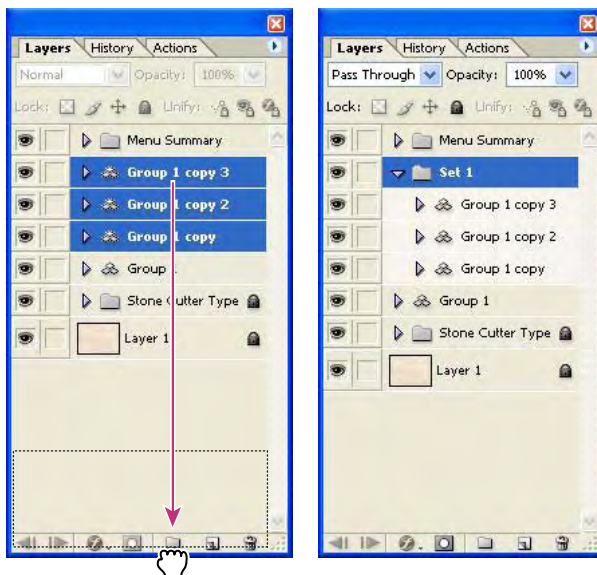 Layers History Actions
Normal Opacity: 100%
Lock: Unify:
Menu Summary
Group 1 copy 3
Group 1 copy 2
Group 1 copy
Group
Stone Cutter Type
Layer 1
Layers History Actions
Pass Through Opacity: 100%
Lock: Unify:
Menu Summary
Set 1
Group 1 copy 3
Group 1 copy 2
Group 1 copy
Group 1
Stone Cutter Type
Layer 1